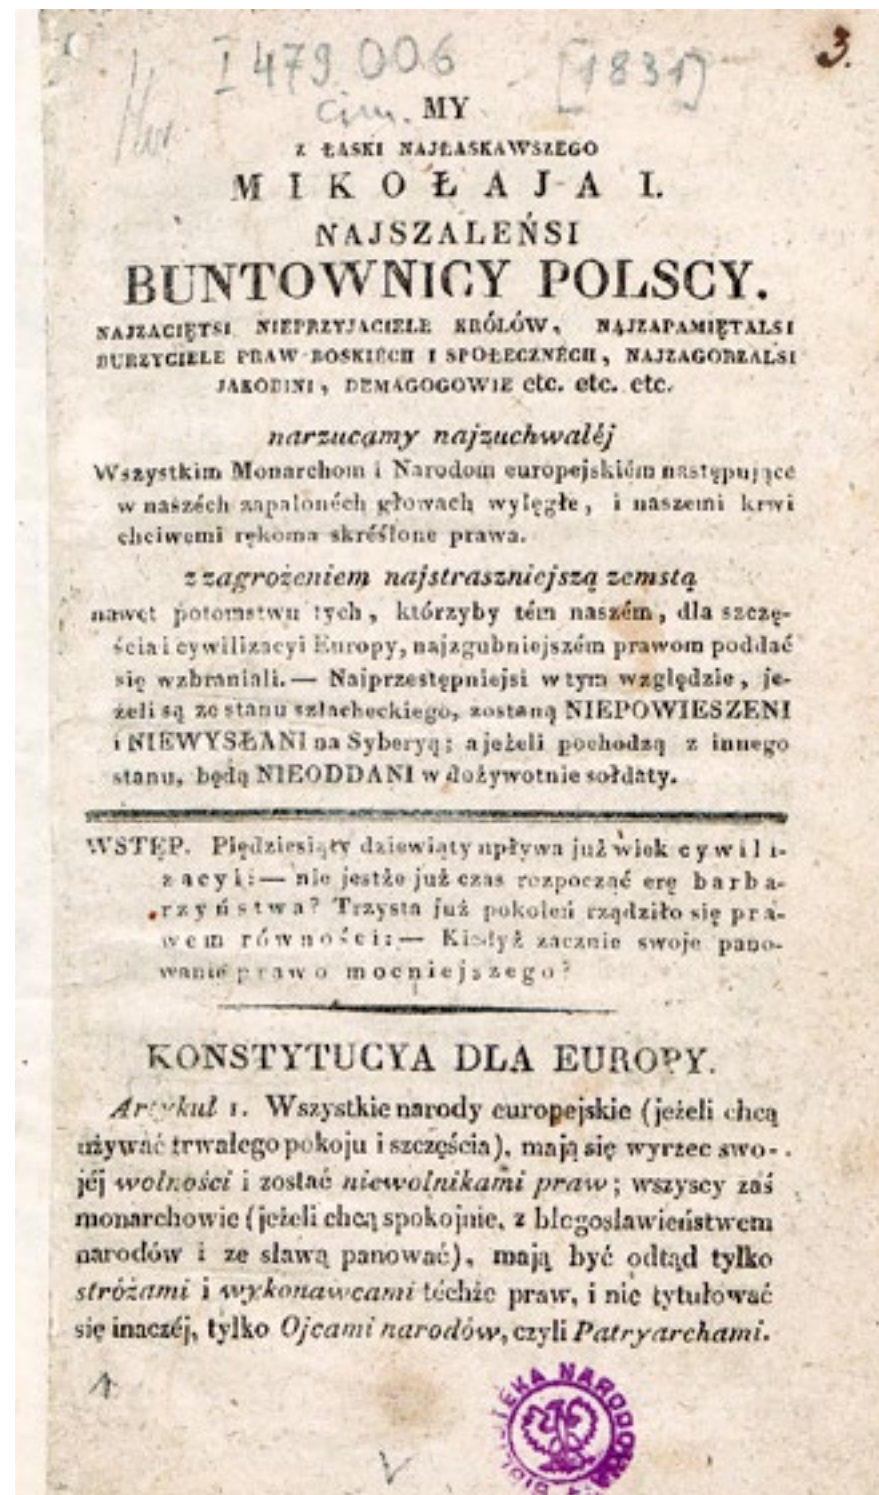 I 479.006 [1831] 3.
Cim.
MY
Z ŁASKI NAJŁASKAWSZEGO
MIKOŁAJA I.
NAJSZALEŃSI
BUNTOWNICY POLSCY.
NAJZACIĘTSI NIEPRZYJACIELE KRÓLÓW, NAJZAPAMIĘTALSI
BURZYCIELE PRAW BOSKIÉCH I SPOŁECZNÉCH, NAJZAGORZALSI
JAKOBINI, DEMAGOGOWIE etc. etc. etc.
narzucamy najzuchwaléj
Wszystkim Monarchom i Narodom europejskiém następujące
w naszéch zapalonéch głowach wylęgłe, i naszemi krwi
chciwemi rękoma skréślone prawa.
z zagrożeniem najstraszniejszą zemstą
nawet potomstwu tych, którzyby tém naszém, dla szczę-
ścia i cywilizacyi Europy, najzgubniejszém prawom poddać
się wzbraniali.— Najprzestępniejsi w tym względzie, je-
żeli są ze stanu szlacheckiego, zostaną NIEPOWIESZENI
i NIEWYSŁANI na Syberyą; a jeżeli pochodzą z innego
stanu, będą NIEODDANI w dożywotnie sołdaty.
WSTĘP. Piędziesiąty dziewiąty upływa już wiek cywili-
zacyi:— nie jestże już czas rozpocząć erę barba-
rzyństwa? Trzysta już pokoleń rządziło się pra-
wem równości:— Kiedyż zacznie swoje pano-
wanie prawo mocniejszego?
KONSTYTUCYA DLA EUROPY.
Artykuł 1. Wszystkie narody europejskie (jeżeli chcą
używać trwałego pokoju i szczęścia), mają się wyrzec swo-
jéj wolności i zostać niewolnikami praw; wszyscy zaś
monarchowie (jeżeli chcą spokojnie, z błogosławieństwem
narodów i ze sławą panować), mają być odtąd tylko
stróżami i wykonawcami téchże praw, i nie tytułować
się inaczéj, tylko Ojcami narodów, czyli Patryarchami.
NARODOWA